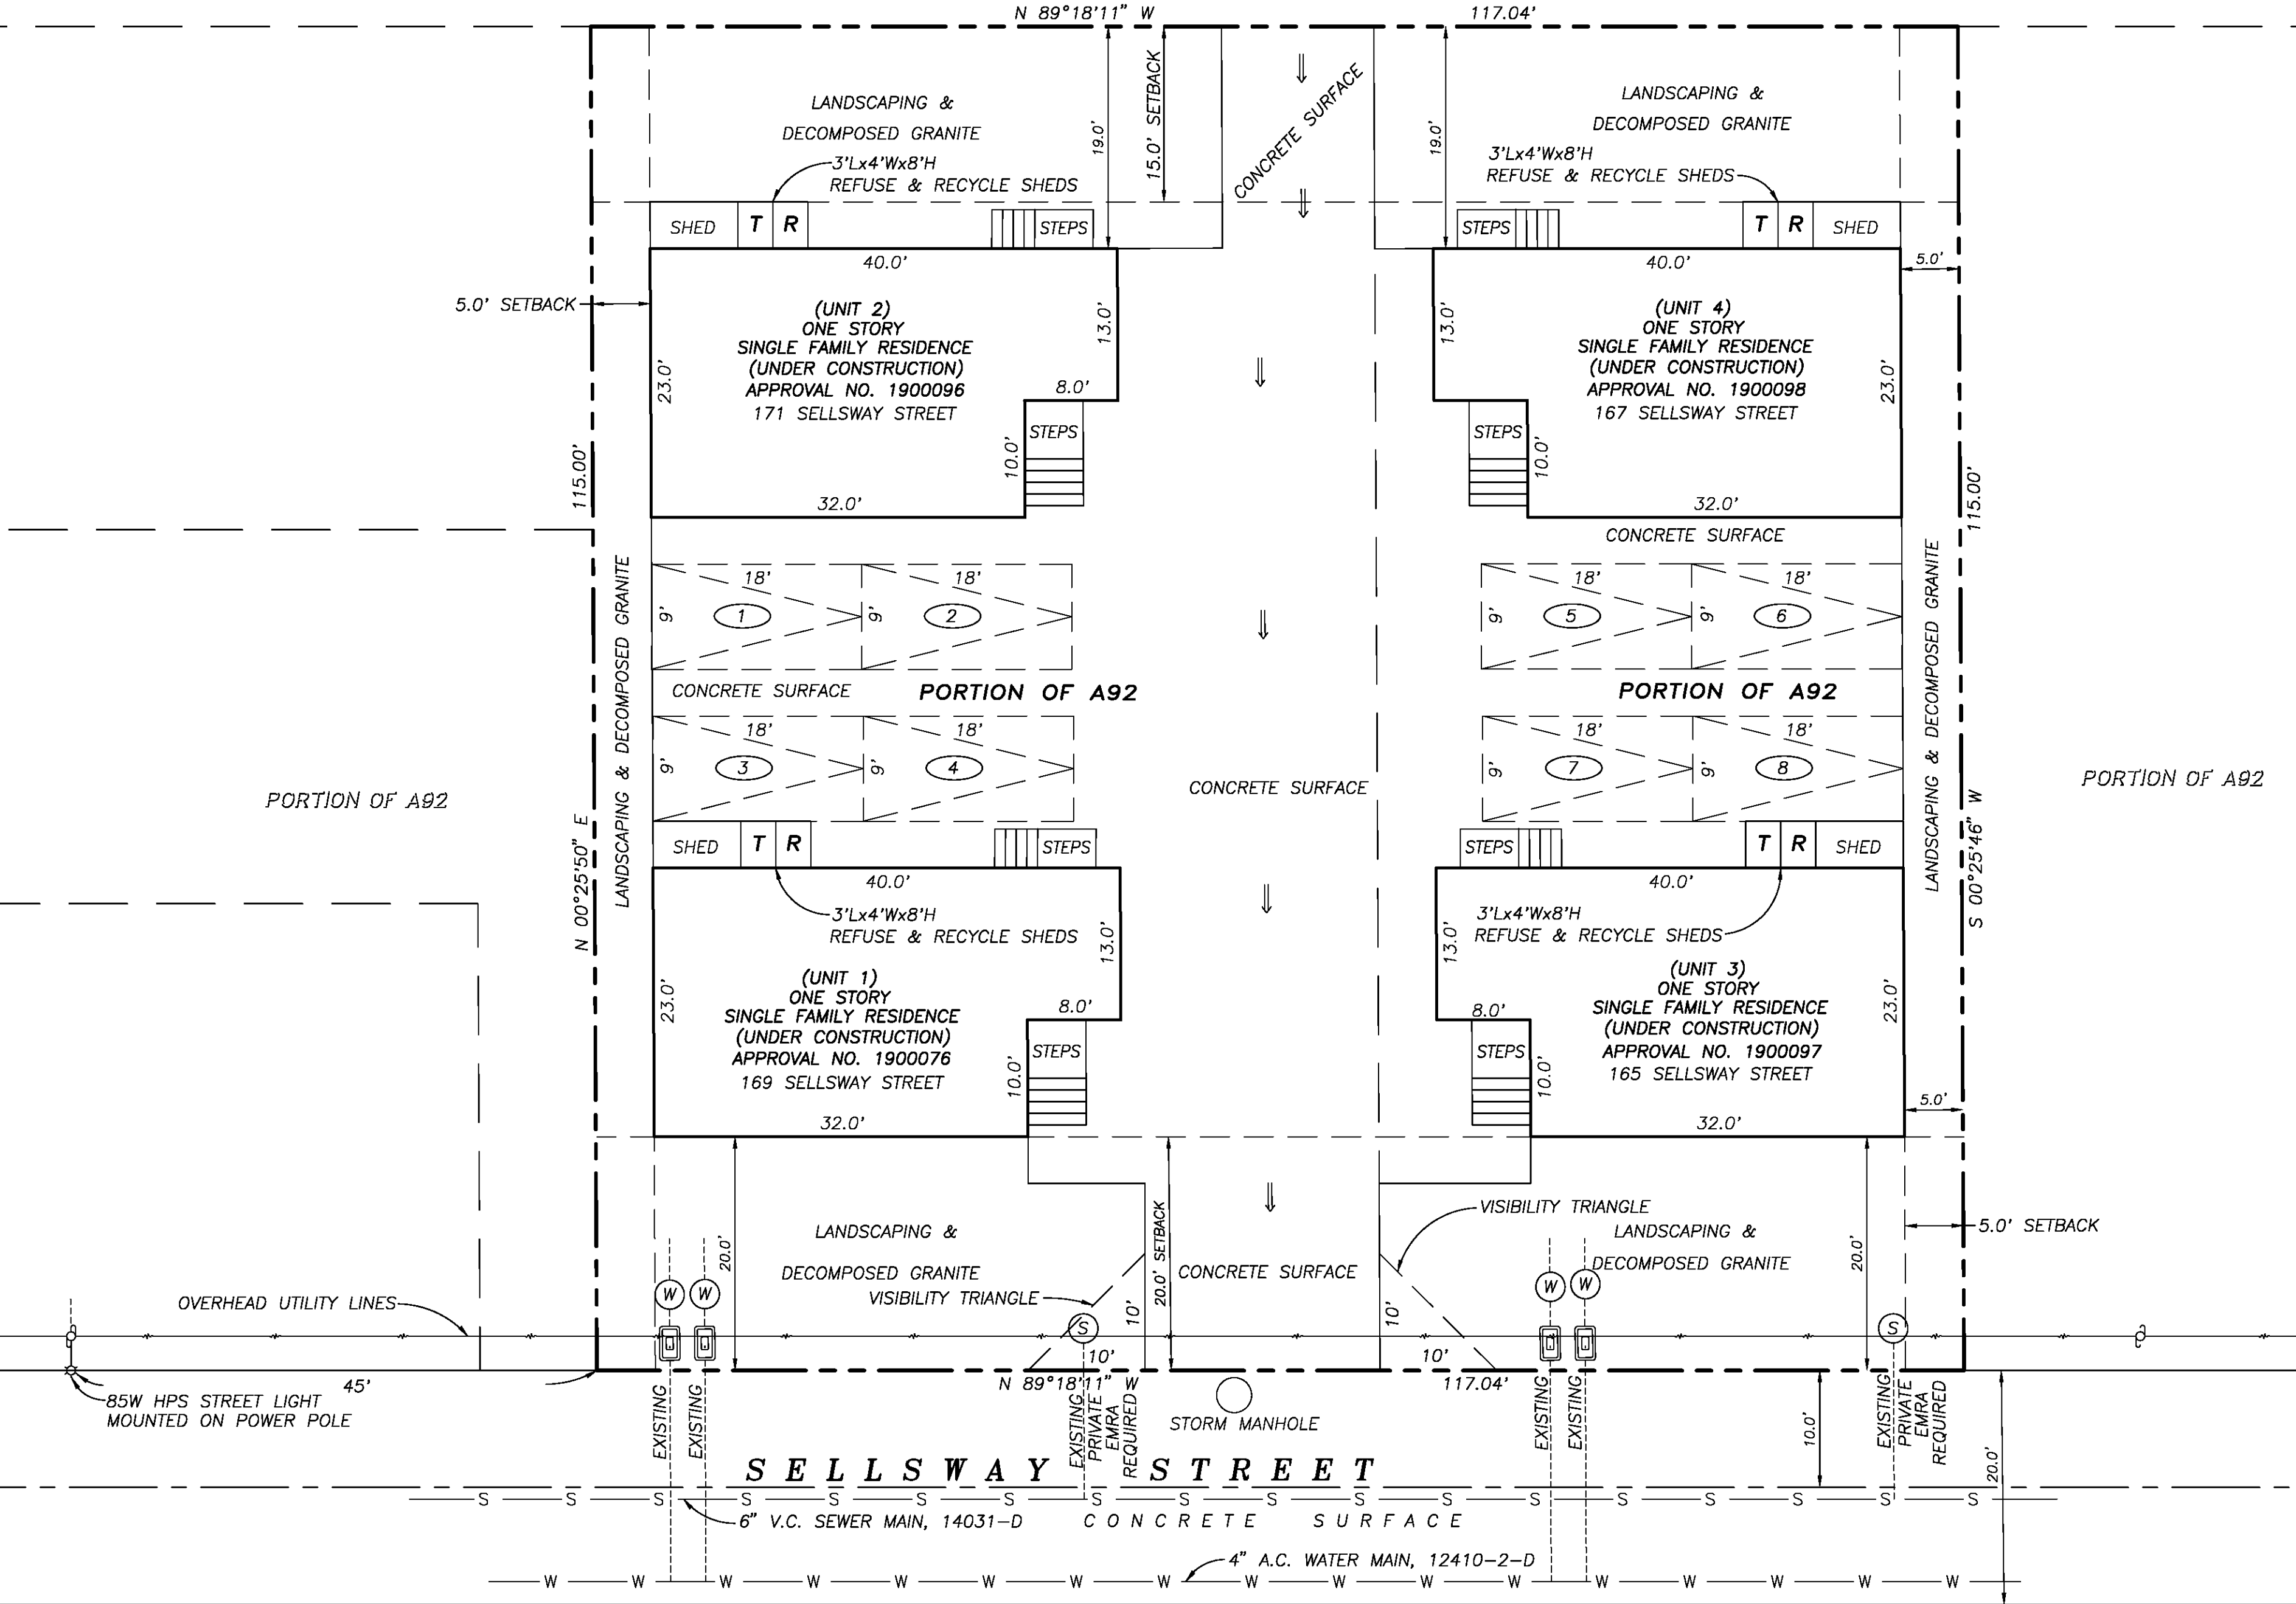 N 89°18'11" W
117.04'
LANDSCAPING &
DECOMPOSED GRANITE
3'Lx4'Wx8'H
REFUSE & RECYCLE SHEDS
19.0'
15.0' SETBACK
CONCRETE SURFACE
19.0'
LANDSCAPING &
DECOMPOSED GRANITE
3'Lx4'Wx8'H
REFUSE & RECYCLE SHEDS
SHED
T
R
STEPS
STEPS
T
R
SHED
40.0'
40.0'
5.0'
5.0' SETBACK
(UNIT 2)
ONE STORY
SINGLE FAMILY RESIDENCE
(UNDER CONSTRUCTION)
APPROVAL NO. 1900096
171 SELLSWAY STREET
23.0'
13.0'
8.0'
STEPS
10.0'
32.0'
13.0'
(UNIT 4)
ONE STORY
SINGLE FAMILY RESIDENCE
(UNDER CONSTRUCTION)
APPROVAL NO. 1900098
167 SELLSWAY STREET
23.0'
STEPS
10.0'
32.0'
115.00'
115.00'
CONCRETE SURFACE
LANDSCAPING & DECOMPOSED GRANITE
LANDSCAPING & DECOMPOSED GRANITE
18'
18'
9'
1
9'
2
18'
18'
9'
5
9'
6
CONCRETE SURFACE
PORTION OF A92
PORTION OF A92
18'
18'
9'
3
9'
4
18'
18'
9'
7
9'
8
PORTION OF A92
CONCRETE SURFACE
PORTION OF A92
N 00°25'50" E
S 00°25'46" W
SHED
T
R
STEPS
STEPS
T
R
SHED
40.0'
40.0'
3'Lx4'Wx8'H
REFUSE & RECYCLE SHEDS
3'Lx4'Wx8'H
REFUSE & RECYCLE SHEDS
(UNIT 1)
ONE STORY
SINGLE FAMILY RESIDENCE
(UNDER CONSTRUCTION)
APPROVAL NO. 1900076
169 SELLSWAY STREET
23.0'
13.0'
8.0'
STEPS
10.0'
32.0'
13.0'
8.0'
(UNIT 3)
ONE STORY
SINGLE FAMILY RESIDENCE
(UNDER CONSTRUCTION)
APPROVAL NO. 1900097
165 SELLSWAY STREET
23.0'
STEPS
10.0'
32.0'
5.0'
VISIBILITY TRIANGLE
5.0' SETBACK
LANDSCAPING &
DECOMPOSED GRANITE
VISIBILITY TRIANGLE
20.0'
20.0' SETBACK
CONCRETE SURFACE
LANDSCAPING &
DECOMPOSED GRANITE
20.0'
OVERHEAD UTILITY LINES
W
W
S
10'
10'
10'
10'
W
W
S
45'
85W HPS STREET LIGHT
MOUNTED ON POWER POLE
N 89°18'11" W
117.04'
STORM MANHOLE
EXISTING
EXISTING
EXISTING
PRIVATE
EMRA
REQUIRED
EXISTING
EXISTING
10.0'
EXISTING
PRIVATE
EMRA
REQUIRED
20.0'
SELLSWAY STREET
S S S S S S S S S S S S S S S S S S
6" V.C. SEWER MAIN, 14031-D
CONCRETE SURFACE
4" A.C. WATER MAIN, 12410-2-D
W W W W W W W W W W W W W W W W W